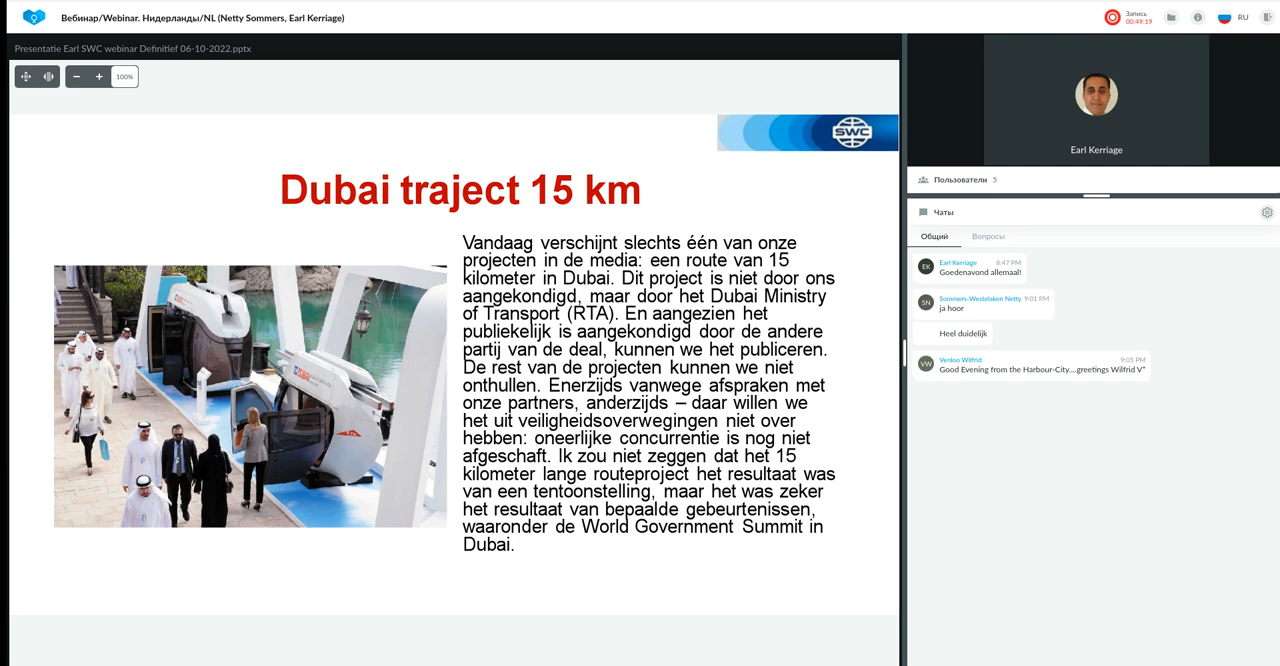 Вебинар/Webinar. Нидерланды/NL (Netty Sommers, Earl Kerriage)
Запись
00:49:19
RU
Presentatie Earl SWC webinar Definitief 06-10-2022.pptx
100%
SWC
Dubai traject 15 km
Vandaag verschijnt slechts één van onze
projecten in de media: een route van 15
kilometer in Dubai. Dit project is niet door ons
aangekondigd, maar door het Dubai Ministry
of Transport (RTA). En aangezien het
publiekelijk is aangekondigd door de andere
partij van de deal, kunnen we het publiceren.
De rest van de projecten kunnen we niet
onthullen. Enerzijds vanwege afspraken met
onze partners, anderzijds – daar willen we
het uit veiligheidsoverwegingen niet over
hebben: oneerlijke concurrentie is nog niet
afgeschaft. Ik zou niet zeggen dat het 15
kilometer lange routeproject het resultaat was
van een tentoonstelling, maar het was zeker
het resultaat van bepaalde gebeurtenissen,
waaronder de World Government Summit in
Dubai.
Earl Kerriage
Пользователи 5
Чаты
Общий Вопросы
EK
Earl Kerriage 8:47 PM
Goedenavond allemaal!
SN
Sommers-Westelaken Netty 9:01 PM
ja hoor
Heel duidelijk
VW
Venloo Wilfrid 9:05 PM
Good Evening from the Harbour-City....greetings Wilfrid V"